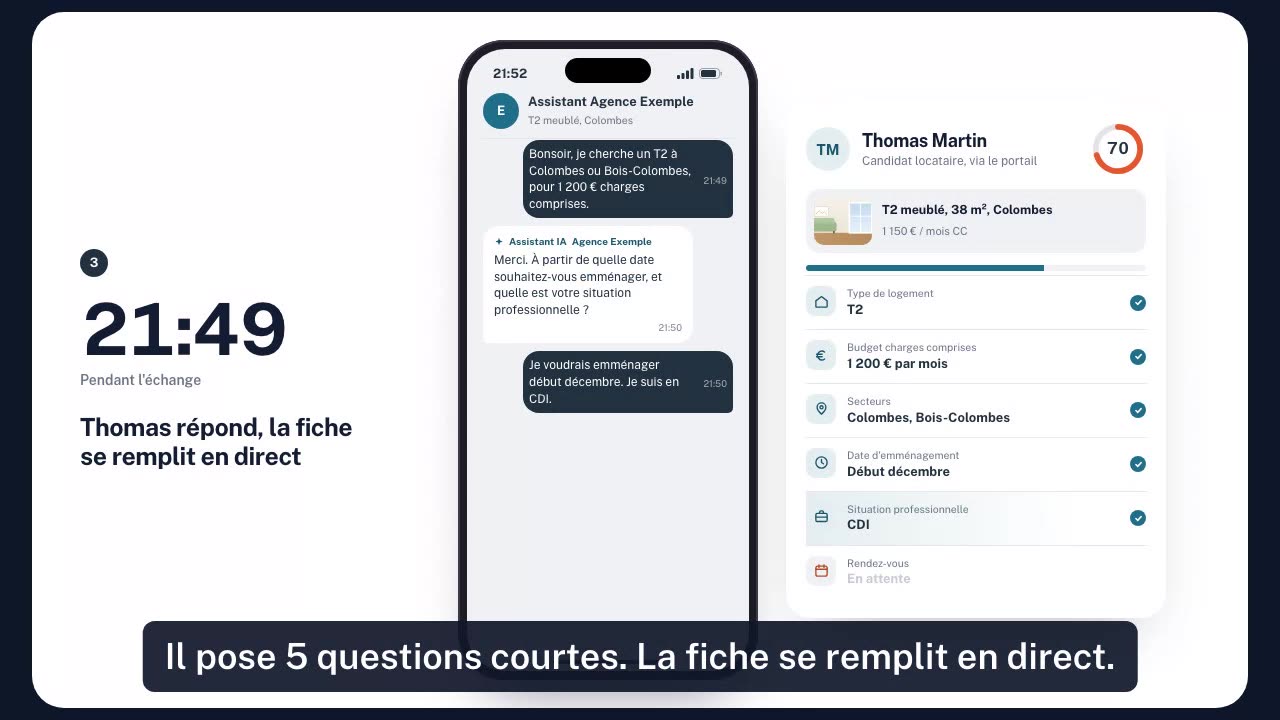 3
21:49
Pendant l'échange
Thomas répond, la fiche
se remplit en direct
21:52
E
Assistant Agence Exemple
T2 meublé, Colombes
Bonsoir, je cherche un T2 à
Colombes ou Bois-Colombes,
pour 1 200 € charges
comprises.
21:49
Assistant IA Agence Exemple
Merci. À partir de quelle date
souhaitez-vous emménager, et
quelle est votre situation
professionnelle ?
21:50
Je voudrais emménager
début décembre. Je suis en
CDI.
21:50
TM
Thomas Martin
Candidat locataire, via le portail
70
T2 meublé, 38 m², Colombes
1 150 € / mois CC
Type de logement
T2
Budget charges comprises
1 200 € par mois
Secteurs
Colombes, Bois-Colombes
Date d'emménagement
Début décembre
Situation professionnelle
CDI
Rendez-vous
En attente
Il pose 5 questions courtes. La fiche se remplit en direct.